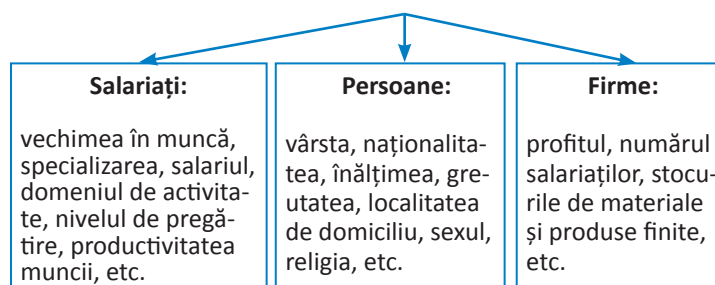 Salariați:
vechimea în muncă,
specializarea, salariul,
domeniul de activita-
te, nivelul de pregă-
tire, productivitatea
muncii, etc.
Persoane:
vârsta, naționalita-
tea, înălțimea, gre-
utatea, localitatea
de domiciliu, sexul,
religia, etc.
Firme:
profitul, numărul
salariaților, stocu-
rile de materiale
și produse finite,
etc.